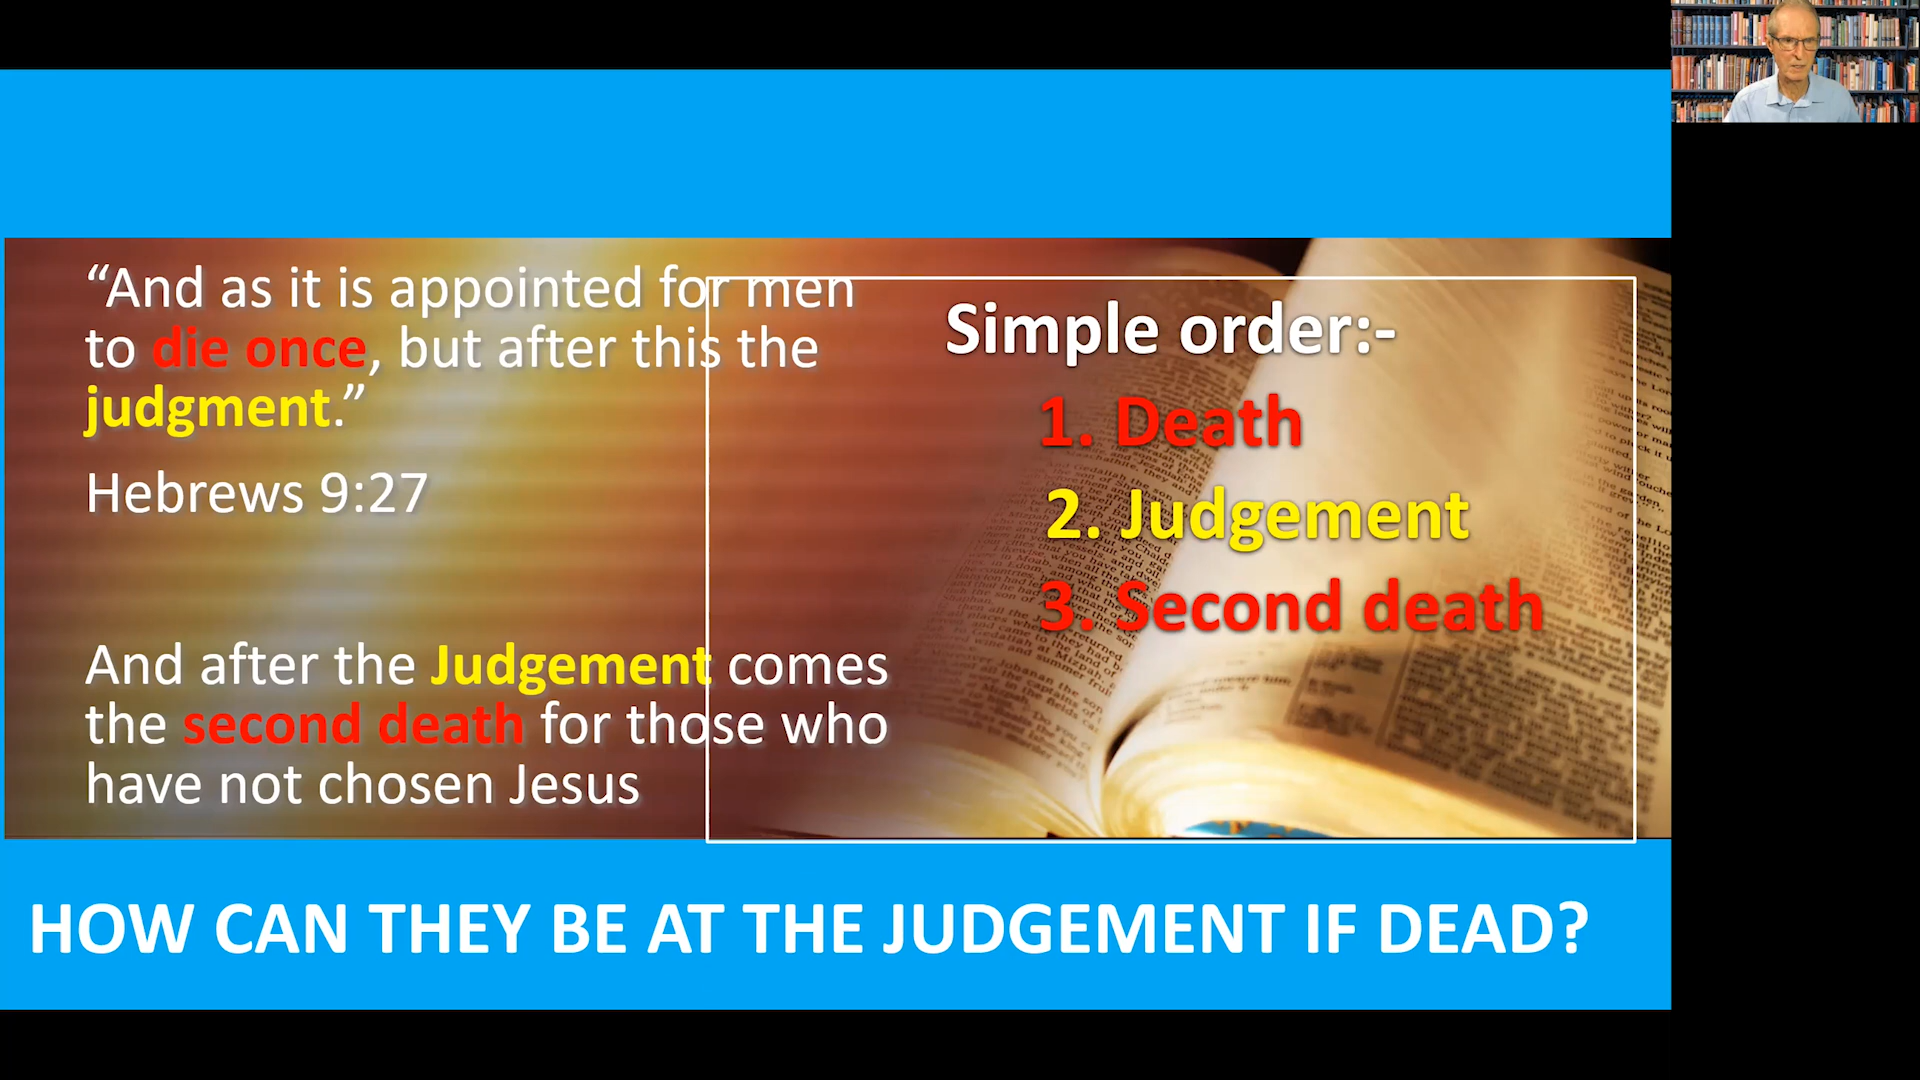 “And as it is appointed for men
to die once, but after this the
judgment.”
Hebrews 9:27
And after the Judgement comes
the second death for those who
have not chosen Jesus
Simple order:-
1. Death
2. Judgement
3. Second death
HOW CAN THEY BE AT THE JUDGEMENT IF DEAD?